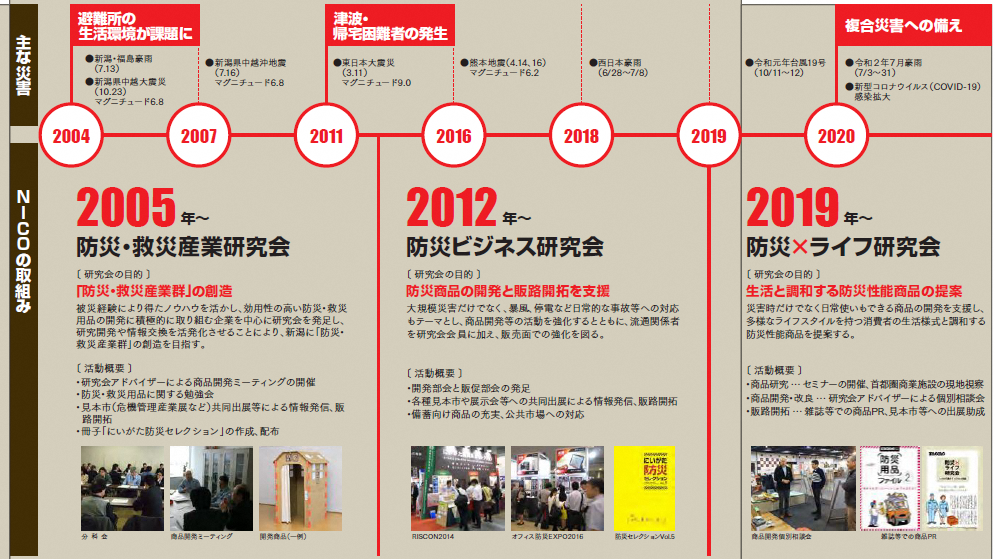 主な災害
避難所の
生活環境が課題に
津波・
帰宅困難者の発生
複合災害への備え
●新潟・福島豪雨
（7.13）
●新潟県中越大震災
（10.23）
マグニチュード6.8
●新潟県中越沖地震
（7.16）
マグニチュード6.8
●東日本大震災
（3.11）
マグニチュード9.0
●熊本地震（4.14、16）
マグニチュード6.2
●西日本豪雨
（6/28～7/8）
●令和元年台風19号
（10/11～12）
●令和2年7月豪雨
（7/3～31）
●新型コロナウイルス（COVID-19）
感染拡大
2004
2007
2011
2016
2018
2019
2020
NICOの取組み
2005年～
防災・救災産業研究会
〔 研究会の目的 〕
「防災・救災産業群」の創造
被災経験により得たノウハウを活かし、効用性の高い防災・救災
用品の開発に積極的に取り組む企業を中心に研究会を発足し、
研究開発や情報交換を活発化させることにより、新潟に「防災・
救災産業群」の創造を目指す。
〔 活動概要 〕
・研究会アドバイザーによる商品開発ミーティングの開催
・防災・救災用品に関する勉強会
・見本市（危機管理産業展など）共同出展等による情報発信、販
路開拓
・冊子「にいがた防災セレクション」の作成、配布
分科会
商品開発ミーティング
開発商品（一例）
2012年～
防災ビジネス研究会
〔 研究会の目的 〕
防災商品の開発と販路開拓を支援
大規模災害だけでなく、暴風、停電など日常的な事故等への対応
もテーマとし、商品開発等の活動を強化するとともに、流通関係者
を研究会会員に加え、販売面での強化を図る。
〔 活動概要 〕
・開発部会と販促部会の発足
・各種見本市や展示会等への共同出展による情報発信、販路開拓
・備蓄向け商品の充実、公共市場への対応
にいがた
防災
セレクション
RISCON2014
オフィス防災EXPO2016
防災セレクションVol.5
2019年～
防災×ライフ研究会
〔 研究会の目的 〕
生活と調和する防災性能商品の提案
災害時だけでなく日常使いもできる商品の開発を支援し、
多様なライフスタイルを持つ消費者の生活様式と調和する
防災性能商品を提案する。
〔 活動概要 〕
・商品研究 … セミナーの開催、首都圏商業施設の現地視察
・商品開発・改良 … 研究会アドバイザーによる個別相談会
・販路開拓 … 雑誌等での商品PR、見本市等への出展助成
防災
用品
ファイル
2
防災×
ライフ
研究会
商品開発個別相談会
雑誌等での商品PR